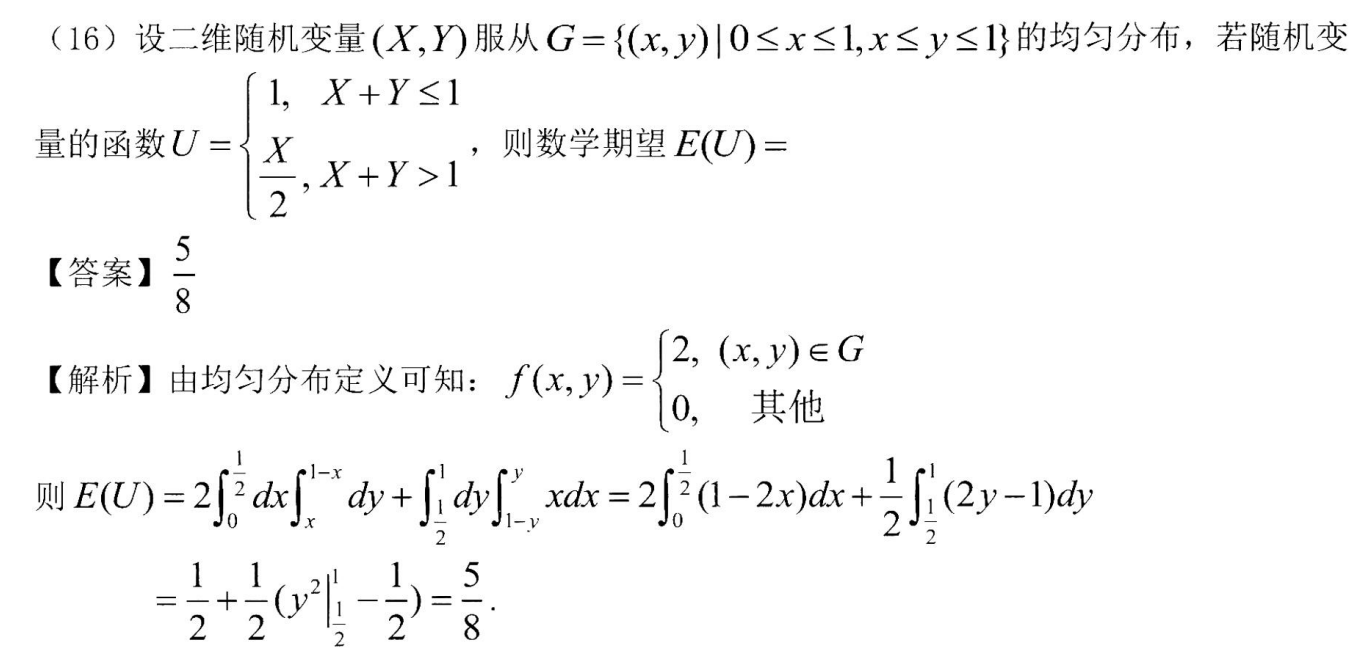 （16）设二维随机变量(X,Y)服从G={(x,y)|0≤x≤1,x≤y≤1}的均匀分布，若随机变
量的函数U={1, X+Y≤1; X/2, X+Y>1，则数学期望E(U)=
【答案】5/8
【解析】由均匀分布定义可知：f(x,y)={2, (x,y)∈G; 0, 其他
则E(U)=2∫_0^{1/2}dx∫_x^{1-x}dy+∫_{1/2}^1dy∫_{1-y}^y xdx=2∫_0^{1/2}(1-2x)dx+1/2∫_{1/2}^1(2y-1)dy
=1/2+1/2(y²|_{1/2}^1-1/2)=5/8.